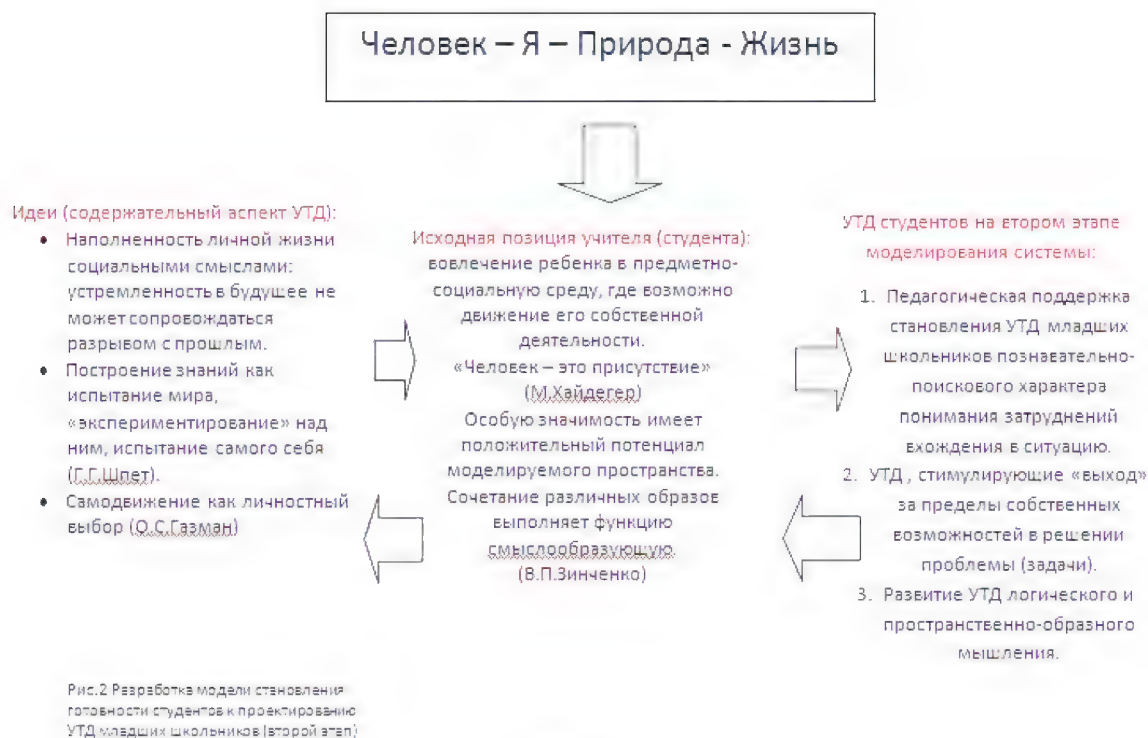 Человек – Я – Природа - Жизнь
Идеи (содержательный аспект УТД):
• Наполненность личной жизни
социальными смыслами:
устремленность в будущее не
может сопровождаться
разрывом с прошлым.
• Построение знаний как
испытание мира,
«экспериментирование» над
ним, испытание самого себя
(Г.Г.Шпет).
• Самодвижение как личностный
выбор (О.С.Газман)
Исходная позиция учителя (студента):
вовлечение ребенка в предметно-
социальную среду, где возможно
движение его собственной
деятельности.
«Человек – это присутствие»
(М.Хайдегер)
Особую значимость имеет
положительный потенциал
моделируемого пространства.
Сочетание различных образов
выполняет функцию
смыслообразующую.
(В.П.Зинченко)
УТД студентов на втором этапе
моделирования системы:
1. Педагогическая поддержка
становления УТД младших
школьников познавательно-
поискового характера
понимания затруднений
вхождения в ситуацию.
2. УТД , стимулирующие «выход»
за пределы собственных
возможностей в решении
проблемы (задачи).
3. Развитие УТД логического и
пространственно-образного
мышления.
Рис.2 Разработка модели становления
готовности студентов к проектированию
УТД младших школьников (второй этап)